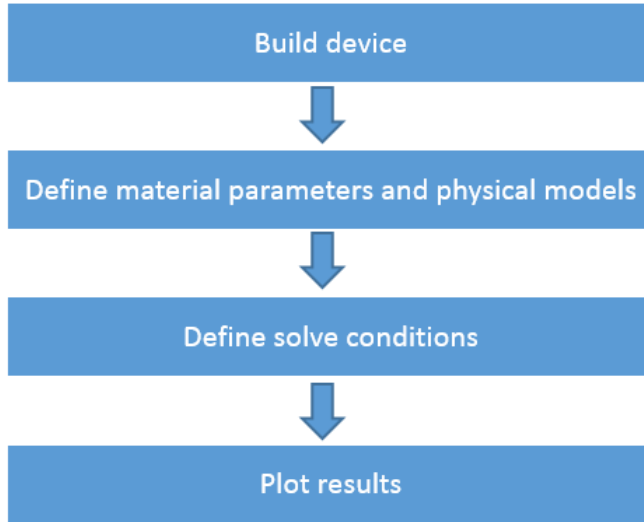 Build device
Define material parameters and physical models
Define solve conditions
Plot results